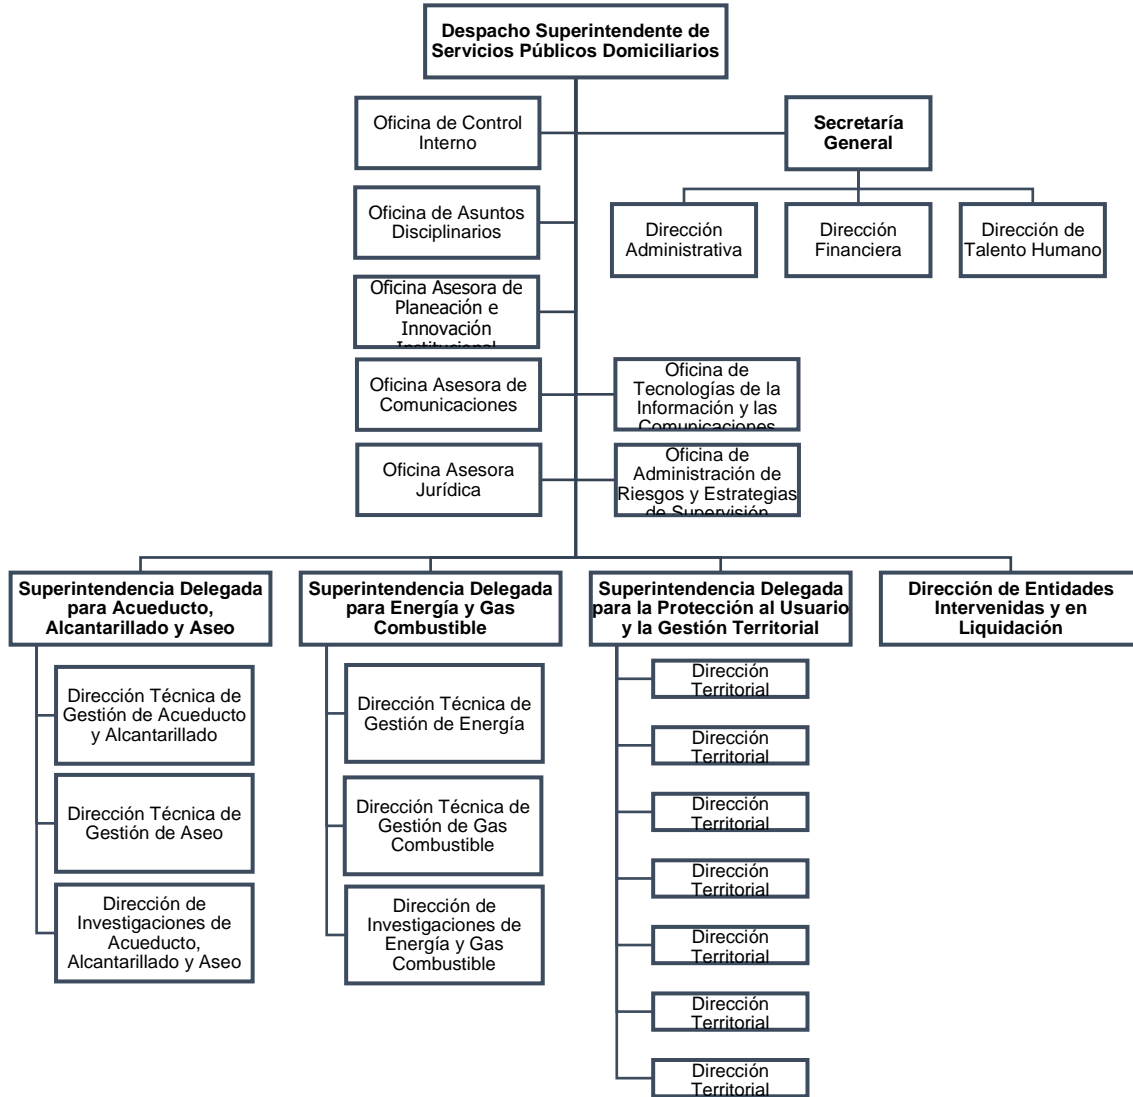 Despacho Superintendente de
Servicios Públicos Domiciliarios
Oficina de Control
Interno
Secretaría
General
Oficina de Asuntos
Disciplinarios
Dirección
Administrativa
Dirección
Financiera
Dirección de
Talento Humano
Oficina Asesora de
Planeación e
Innovación
Institucional
Oficina Asesora de
Comunicaciones
Oficina de
Tecnologías de la
Información y las
Comunicaciones
Oficina Asesora
Jurídica
Oficina de
Administración de
Riesgos y Estrategias
de Supervisión
Superintendencia Delegada
para Acueducto,
Alcantarillado y Aseo
Superintendencia Delegada
para Energía y Gas
Combustible
Superintendencia Delegada
para la Protección al Usuario
y la Gestión Territorial
Dirección de Entidades
Intervenidas y en
Liquidación
Dirección Técnica de
Gestión de Acueducto
y Alcantarillado
Dirección Técnica de
Gestión de Aseo
Dirección de
Investigaciones de
Acueducto,
Alcantarillado y Aseo
Dirección Técnica de
Gestión de Energía
Dirección Técnica de
Gestión de Gas
Combustible
Dirección de
Investigaciones de
Energía y Gas
Combustible
Dirección
Territorial
Dirección
Territorial
Dirección
Territorial
Dirección
Territorial
Dirección
Territorial
Dirección
Territorial
Dirección
Territorial